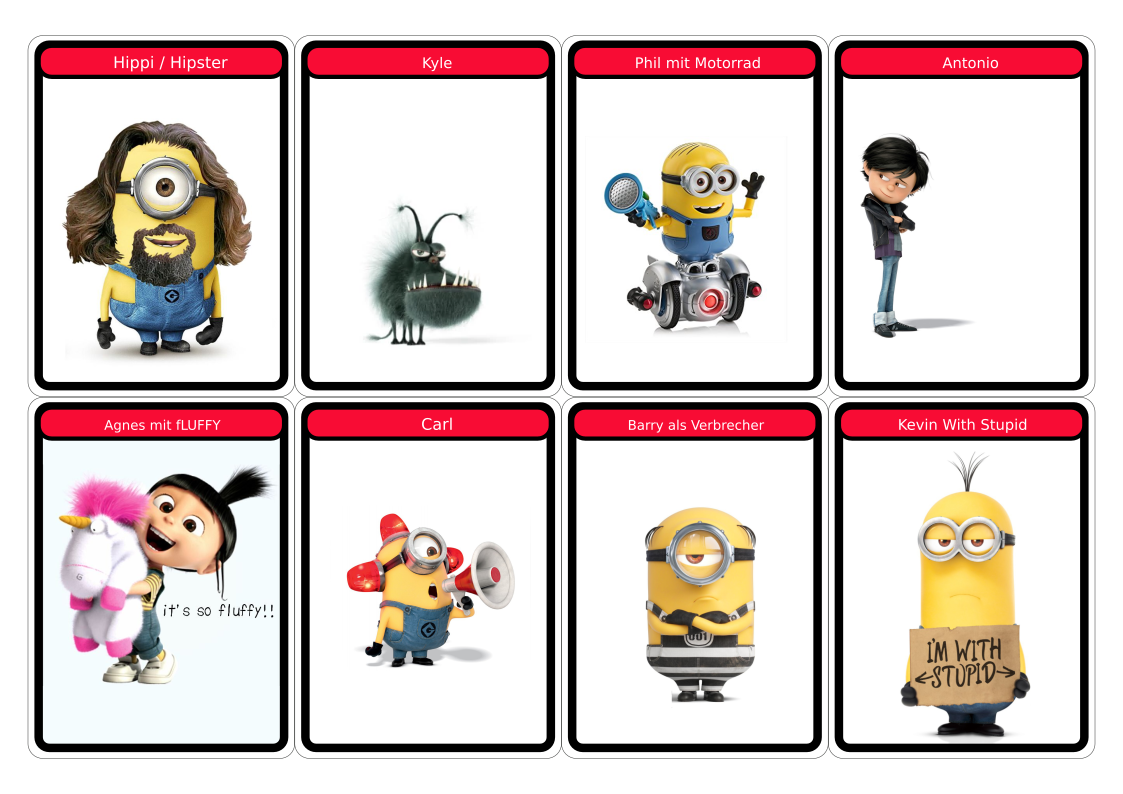 Hippi / Hipster
Kyle
Phil mit Motorrad
Antonio
Agnes mit fLUFFY
it's so fluffy!!
Carl
Barry als Verbrecher
001
Kevin With Stupid
I'M WITH
←STUPID→